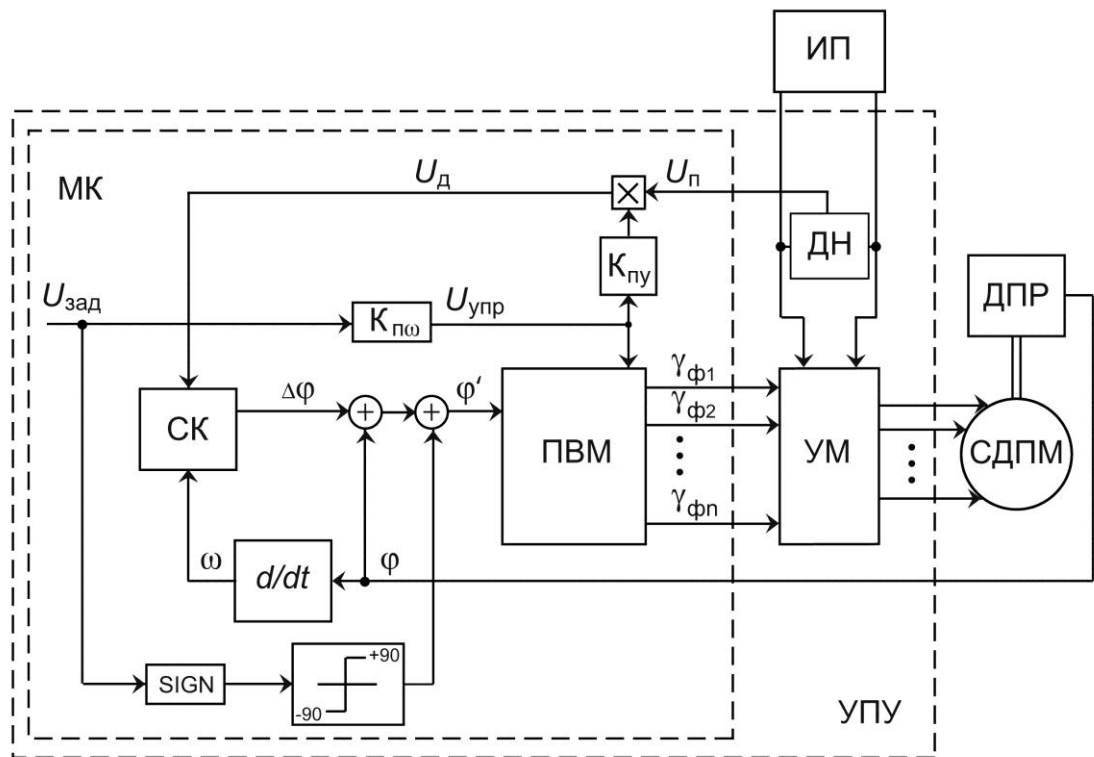 ИП
МК
Uд
Uп
ДН
Kпу
ДПР
Uзад
Kпω
Uупр
γф1
Δφ
φ′
СК
+
+
γф2
ПВМ
УМ
СДПМ
γфn
ω
d/dt
φ
SIGN
+90
-90
УПУ